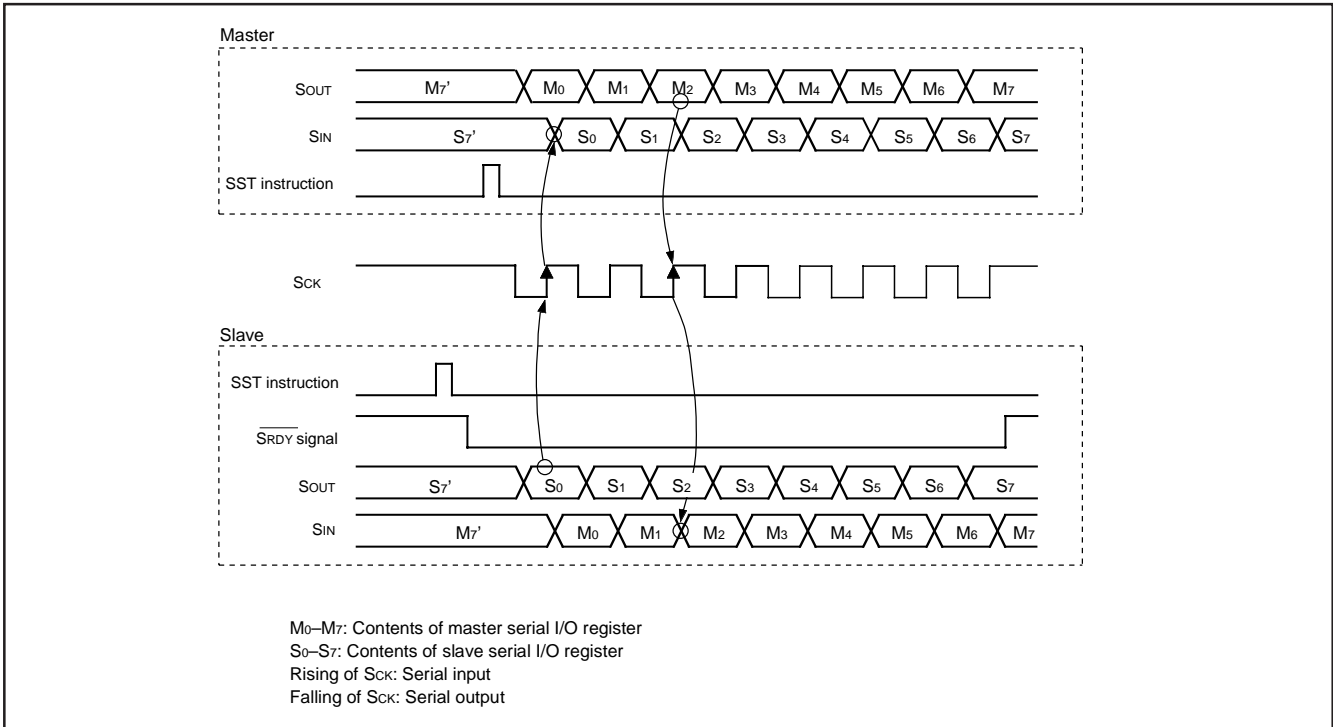 Master
SOUT M7' M0 M1 M2 M3 M4 M5 M6 M7
SIN S7' S0 S1 S2 S3 S4 S5 S6 S7
SST instruction
SCK
Slave
SST instruction
SRDY signal
SOUT S7' S0 S1 S2 S3 S4 S5 S6 S7
SIN M7' M0 M1 M2 M3 M4 M5 M6 M7
M0–M7: Contents of master serial I/O register
S0–S7: Contents of slave serial I/O register
Rising of SCK: Serial input
Falling of SCK: Serial output